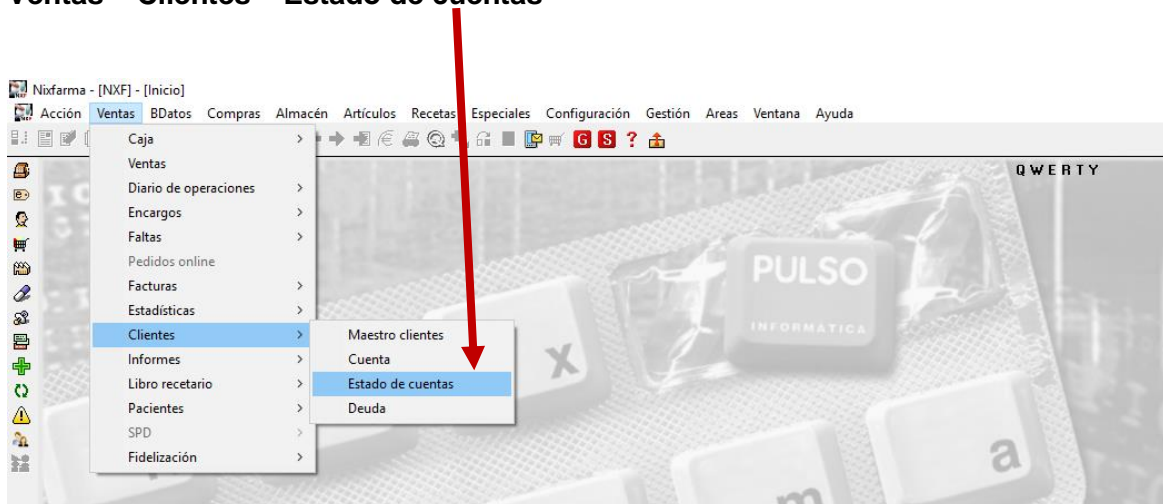 Ventas – Clientes – Estado de cuentas
Nixfarma - [NXF] - [Inicio]
Acción Ventas BDatos Compras Almacén Artículos Recetas Especiales Configuración Gestión Areas Ventana Ayuda
G S ?
Caja
Ventas
Diario de operaciones
Encargos
Faltas
Pedidos online
Facturas
Estadísticas
Clientes
Informes
Libro recetario
Pacientes
SPD
Fidelización
Maestro clientes
Cuenta
Estado de cuentas
Deuda
QWERTY
PULSO
INFORMATICA
x
a
m